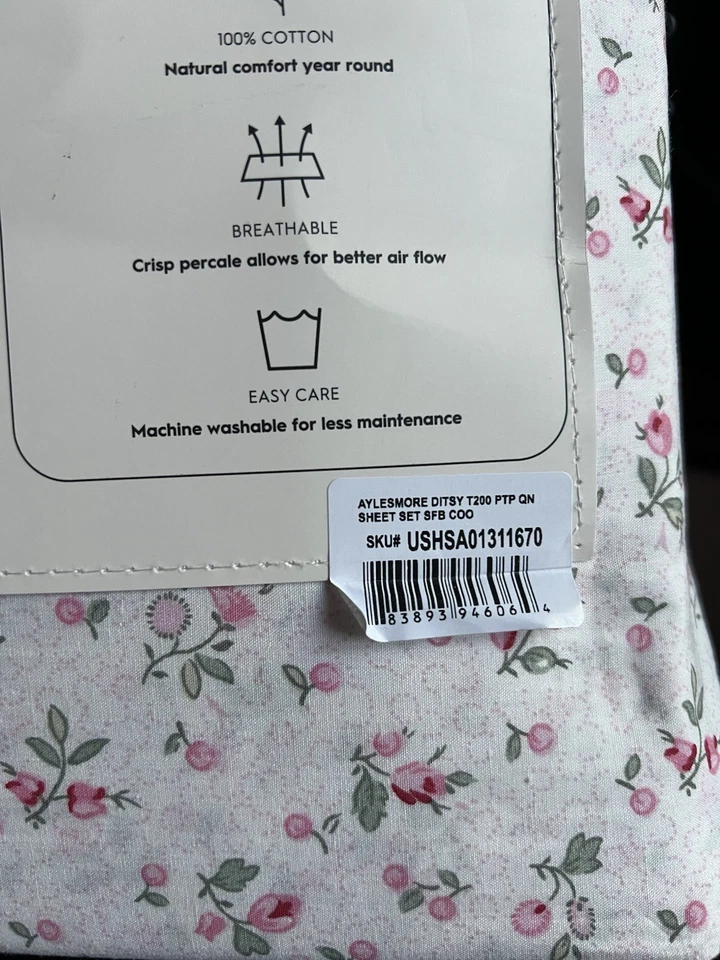 100% COTTON
Natural comfort year round
BREATHABLE
Crisp percale allows for better air flow
EASY CARE
Machine washable for less maintenance
AYLESMORE DITSY T200 PTP QN
SHEET SET SFB COO
SKU# USHSA01311670
83893 94606 4